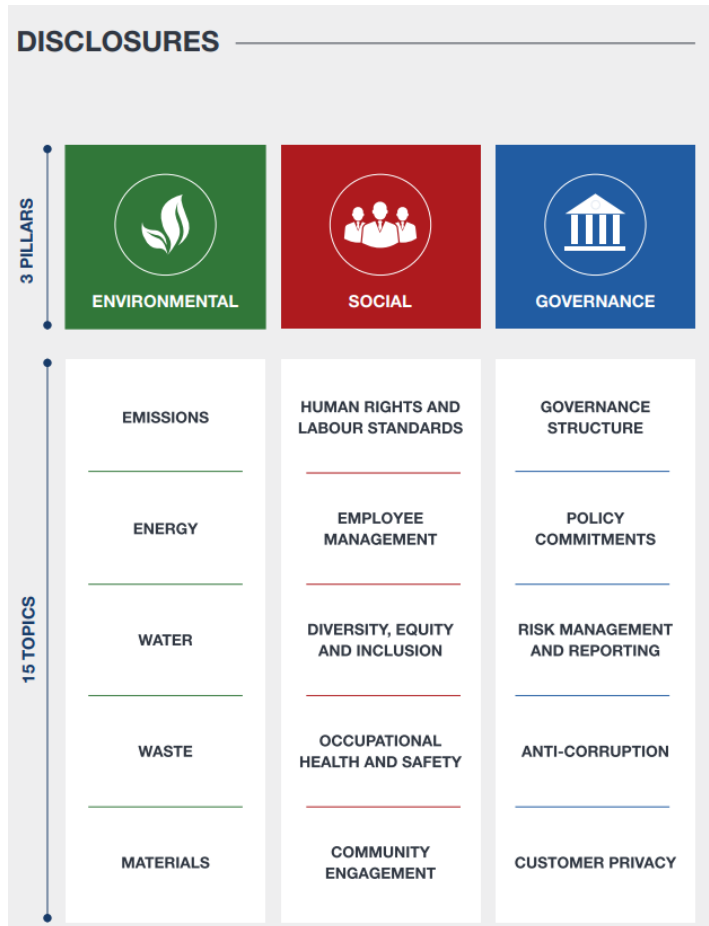 DISCLOSURES
3 PILLARS
ENVIRONMENTAL
SOCIAL
GOVERNANCE
15 TOPICS
EMISSIONS
ENERGY
WATER
WASTE
MATERIALS
HUMAN RIGHTS AND
LABOUR STANDARDS
EMPLOYEE
MANAGEMENT
DIVERSITY, EQUITY
AND INCLUSION
OCCUPATIONAL
HEALTH AND SAFETY
COMMUNITY
ENGAGEMENT
GOVERNANCE
STRUCTURE
POLICY
COMMITMENTS
RISK MANAGEMENT
AND REPORTING
ANTI-CORRUPTION
CUSTOMER PRIVACY